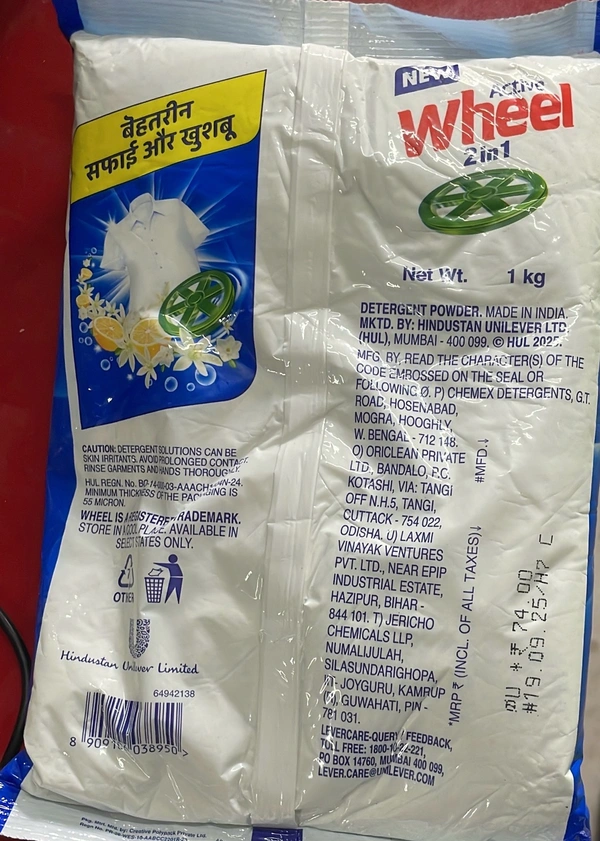 बेहतरीन
सफाई और खुशबू
CAUTION: DETERGENT SOLUTIONS CAN BE
SKIN IRRITANTS. AVOID PROLONGED CONTACT.
RINSE GARMENTS AND HANDS THOROUGHLY.
HUL REGN. No.
MINIMUM THICKNESS OF THE PACKAGING IS
55 MICRON.
WHEEL IS A REGISTERED TRADEMARK.
STORE IN A COOL PLACE. AVAILABLE IN
SELECT STATES ONLY.
Hindustan Unilever Limited
64942138
NEW
Active
Wheel
2in1
Net Wt. 1 kg
DETERGENT POWDER. MADE IN INDIA.
MKTD. BY: HINDUSTAN UNILEVER LTD.
(HUL), MUMBAI - 400 099. © HUL 2025.
MFG. BY, READ THE CHARACTER(S) OF THE
CODE EMBOSSED ON THE SEAL OR
FOLLOWING Ø. P) CHEMEX DETERGENTS, G.T.
ROAD, HOSENABAD,
MOGRA, HOOGHLY,
W. BENGAL - 712 148.
O) ORICLEAN PRIVATE
LTD., BANDALO, P.O.
KOTASHI, VIA: TANGI
OFF N.H.5, TANGI,
CUTTACK - 754 022,
ODISHA. U) LAXMI
VINAYAK VENTURES
PVT. LTD., NEAR EPIP
INDUSTRIAL ESTATE,
HAZIPUR, BIHAR -
844 101. T) JERICHO
CHEMICALS LLP,
NUMALIJULAH,
SILASUNDARIGHOPA,
JOYGURU, KAMRUP
GUWAHATI, PIN -
781 031.
LEVERCARE-QUERY / FEEDBACK,
TOLL FREE: 1800-10-22-221,
PO BOX 14760, MUMBAI 400 099,
LEVER.CARE@UNILEVER.COM
#MFD.↓
*MRP ₹ (INCL. OF ALL TAXES)↓
* ₹ 74.00
#19.09.25/